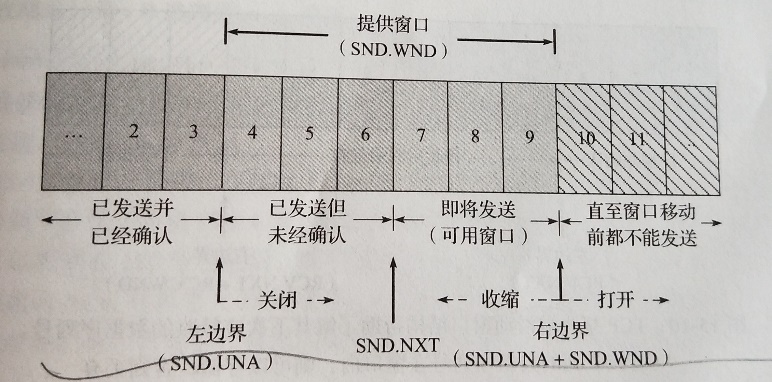 提供窗口
(SND.WND)
… 2 3 4 5 6 7 8 9 10 11 ..
已发送并 已发送但 即将发送 直至窗口移动
已经确认 未经确认 (可用窗口) 前都不能发送
关闭 收缩 打开
左边界 SND.NXT 右边界
(SND.UNA) (SND.UNA + SND.WND)